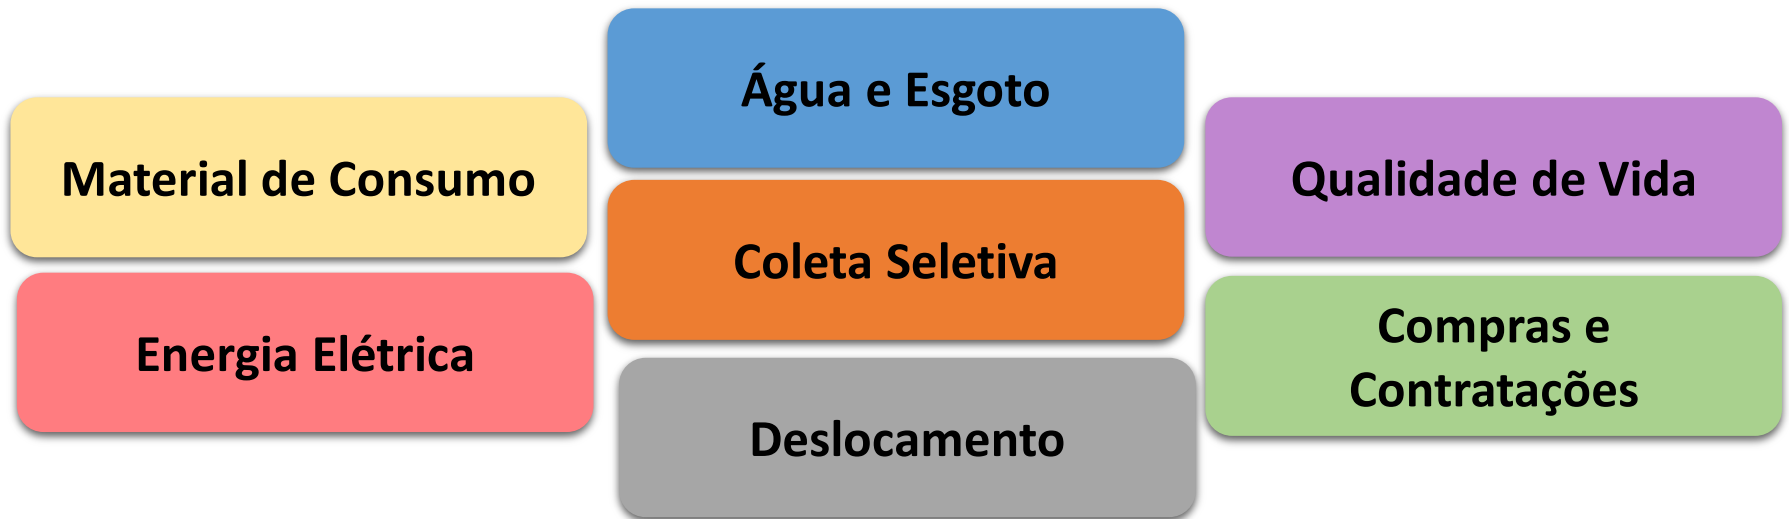 Água e Esgoto
Material de Consumo
Qualidade de Vida
Coleta Seletiva
Energia Elétrica
Compras e
Contratações
Deslocamento